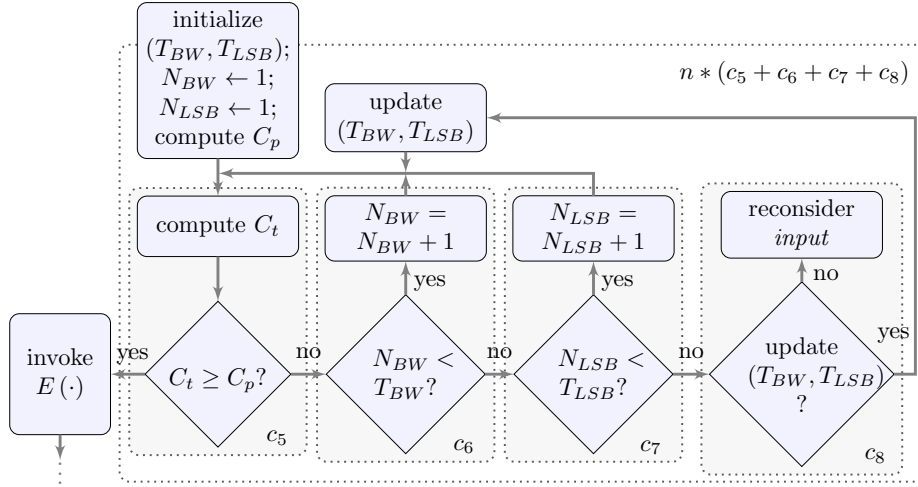 initialize
(T_{BW}, T_{LSB});
N_{BW} ← 1;
N_{LSB} ← 1;
compute C_p
n ∗ (c_5 + c_6 + c_7 + c_8)
update
(T_{BW}, T_{LSB})
compute C_t
N_{BW} =
N_{BW} + 1
N_{LSB} =
N_{LSB} + 1
reconsider
input
yes
yes
no
invoke
E (·)
yes
C_t ≥ C_p?
no
N_{BW} <
T_{BW}?
no
N_{LSB} <
T_{LSB}?
no
update
(T_{BW}, T_{LSB})
?
yes
c_5
c_6
c_7
c_8